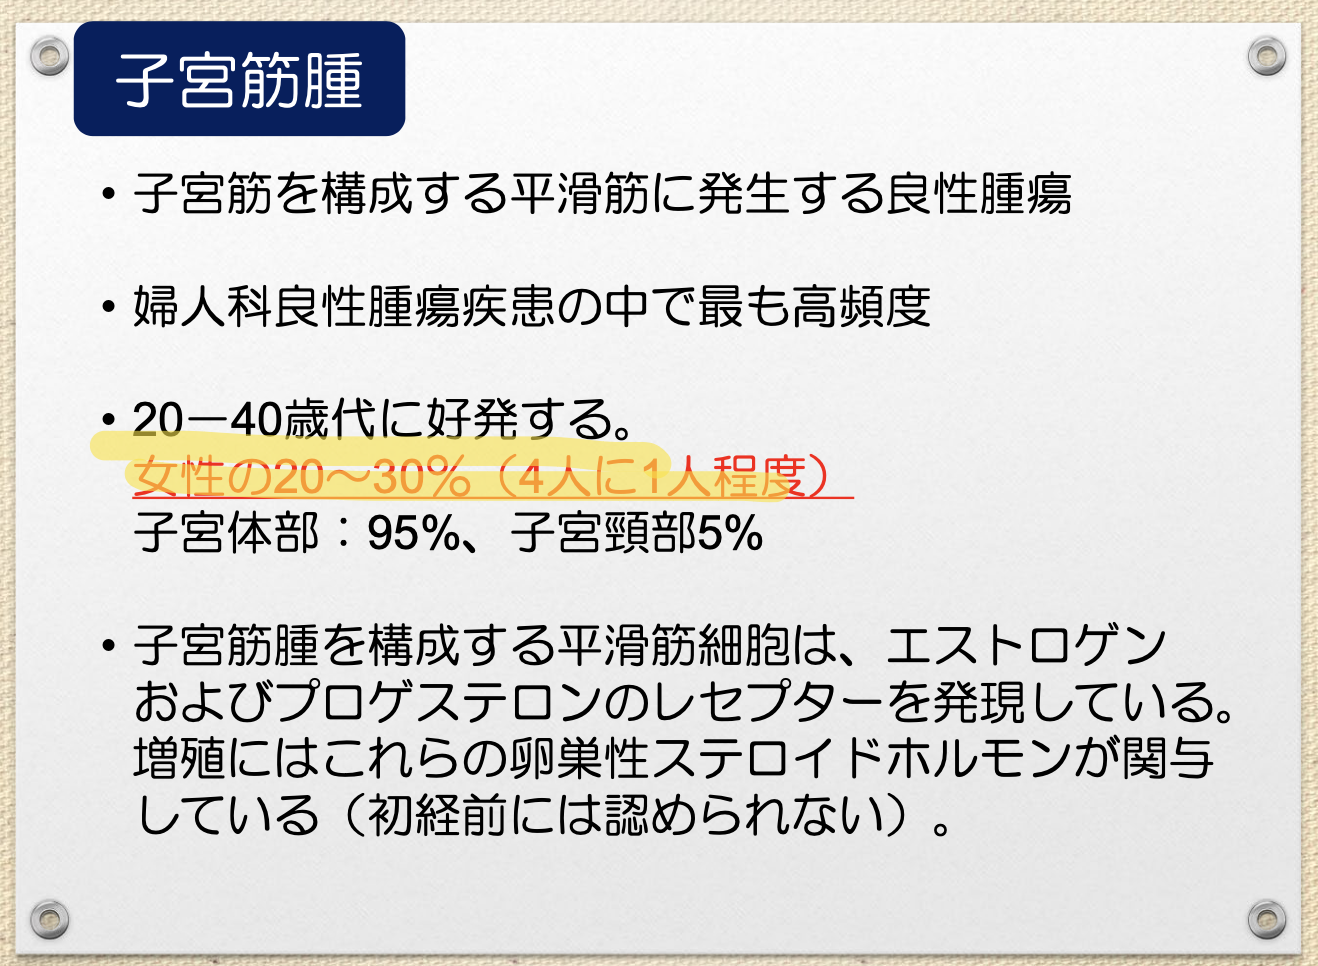 子宮筋腫
• 子宮筋を構成する平滑筋に発生する良性腫瘍
• 婦人科良性腫瘍疾患の中で最も高頻度
• 20ー40歳代に好発する。
女性の20〜30%（4人に1人程度）
子宮体部：95%、子宮頸部5%
• 子宮筋腫を構成する平滑筋細胞は、エストロゲン
およびプロゲステロンのレセプターを発現している。
増殖にはこれらの卵巣性ステロイドホルモンが関与
している（初経前には認められない）。